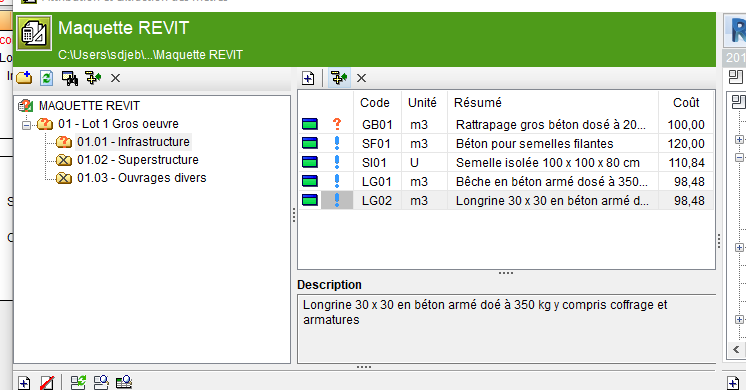 Maquette REVIT
C:\Users\sdjeb\...\Maquette REVIT
MAQUETTE REVIT
01 - Lot 1 Gros oeuvre
01.01 - Infrastructure
01.02 - Superstructure
01.03 - Ouvrages divers
Code Unité Résumé Coût
GB01 m3 Rattrapage gros béton dosé à 20... 100,00
SF01 m3 Béton pour semelles filantes 120,00
SI01 U Semelle isolée 100 x 100 x 80 cm 110,84
LG01 m3 Bêche en béton armé dosé à 350... 98,48
LG02 m3 Longrine 30 x 30 en béton armé d... 98,48
Description
Longrine 30 x 30 en béton armé doé à 350 kg y compris coffrage et
armatures